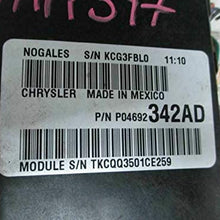 NOGALES S/N KCG3FBL0 11:10
CHRYSLER MADE IN MEXICO
P/N P04692342AD
MODULE S/N TKCQQ3501CE259